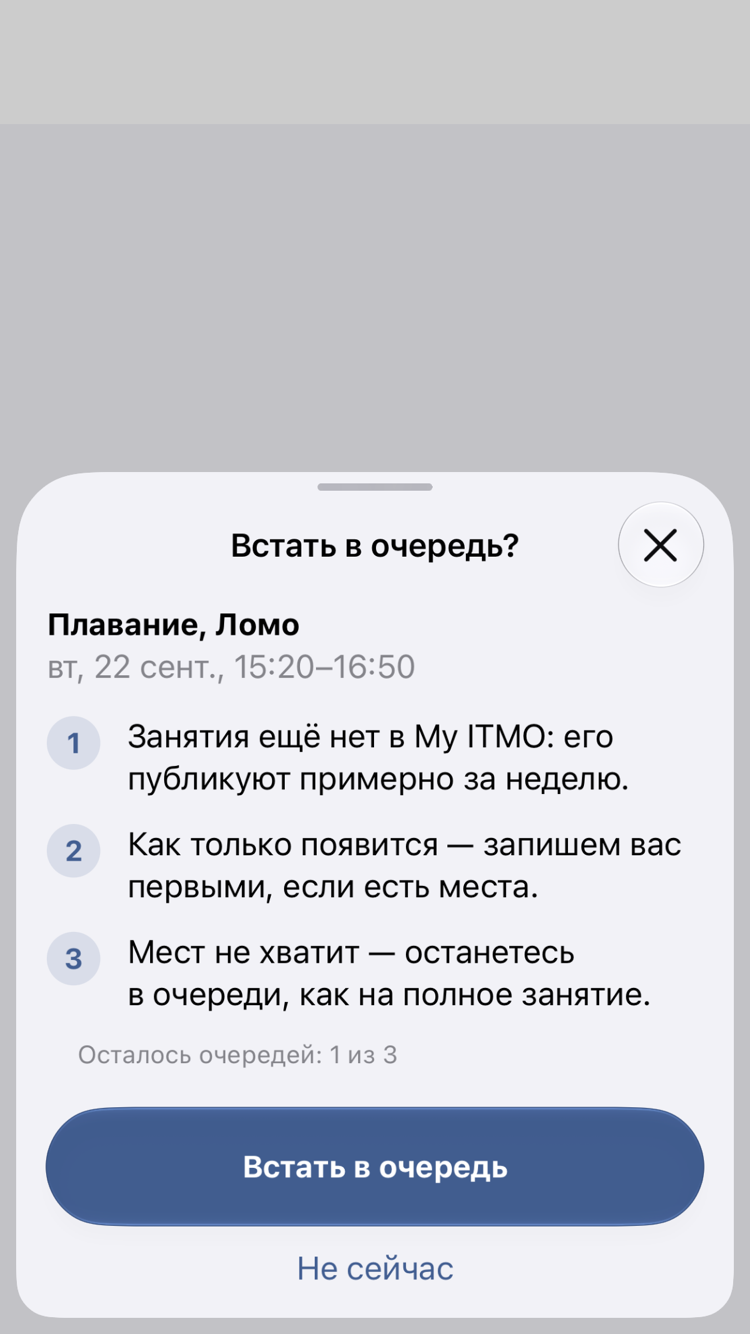 Встать в очередь?
Плавание, Ломо
вт, 22 сент., 15:20–16:50
1 Занятия ещё нет в My ITMO: его
публикуют примерно за неделю.
2 Как только появится — запишем вас
первыми, если есть места.
3 Мест не хватит — останетесь
в очереди, как на полное занятие.
Осталось очередей: 1 из 3
Встать в очередь
Не сейчас